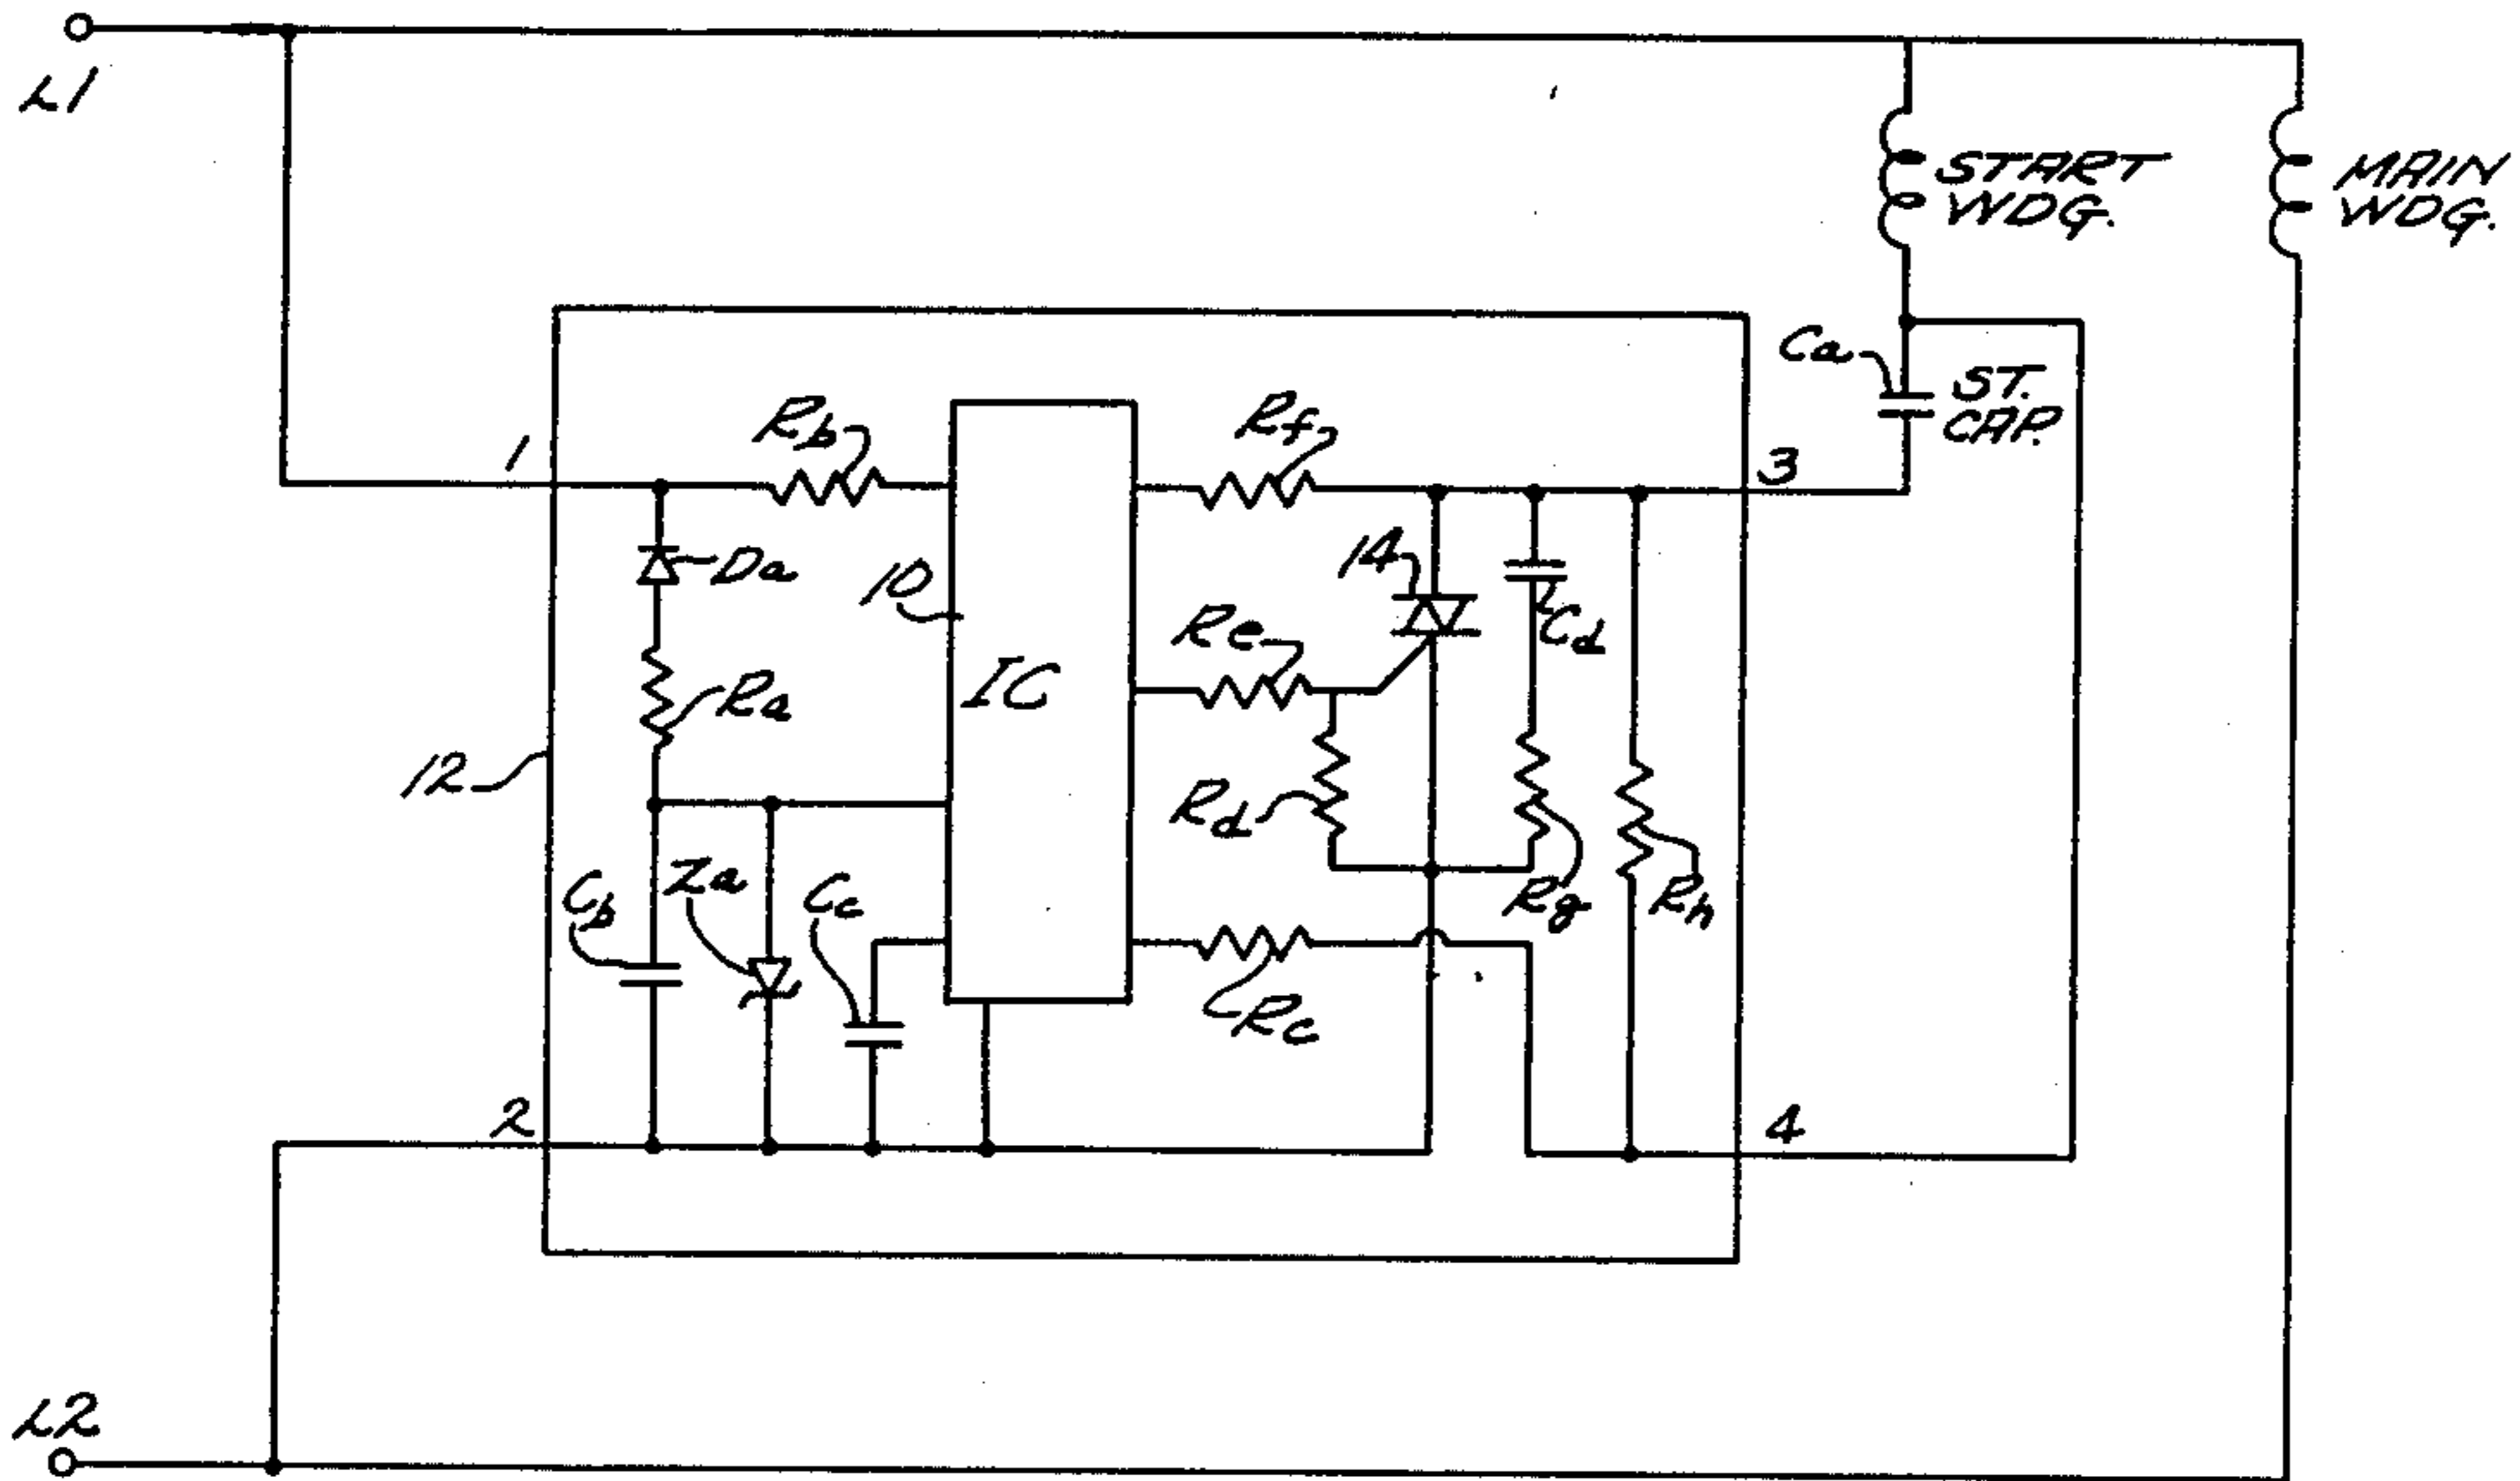 L1
START
WDG.
MAIN
WDG.
Ca
ST.
CAP.
1
Rb
Rf
3
Da
10
14
Cd
Re
IC
Ra
12
Rd
Cb
Za
Cc
Rg
Rh
Rc
2
4
L2